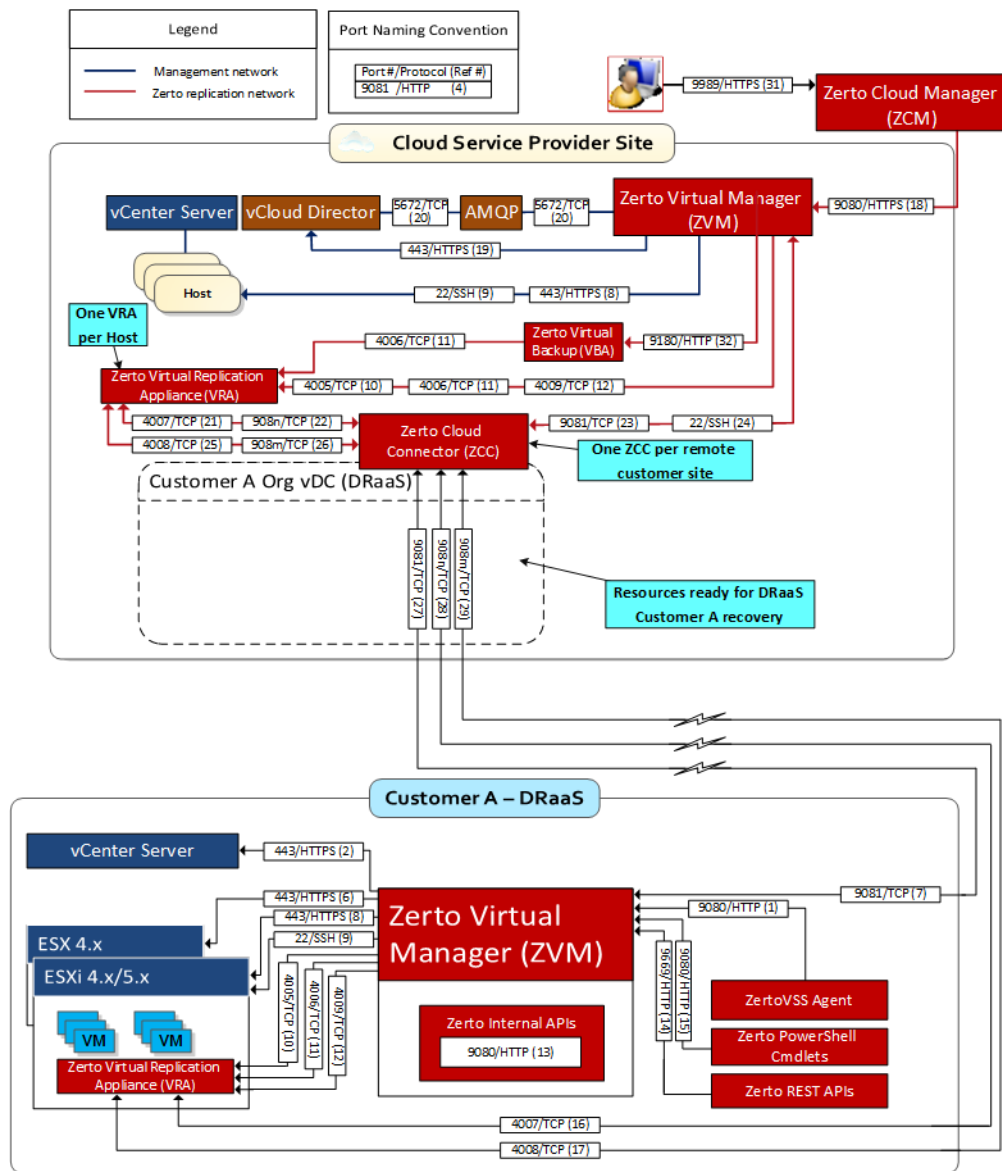 Legend
Management network
Zerto replication network
Port Naming Convention
Port#/Protocol (Ref #)
9081 /HTTP (4)
9989/HTTPS (31)
Zerto Cloud Manager
(ZCM)
Cloud Service Provider Site
vCenter Server
vCloud Director
5672/TCP
(20)
AMQP
5672/TCP
(20)
Zerto Virtual Manager
(ZVM)
9080/HTTPS (18)
443/HTTPS (19)
Host
22/SSH (9)
443/HTTPS (8)
One VRA
per Host
4006/TCP (11)
Zerto Virtual
Backup (VBA)
9180/HTTP (32)
Zerto Virtual Replication
Appliance (VRA)
4005/TCP (10)
4006/TCP (11)
4009/TCP (12)
4007/TCP (21)
908n/TCP (22)
4008/TCP (25)
908m/TCP (26)
Zerto Cloud
Connector (ZCC)
9081/TCP (23)
22/SSH (24)
One ZCC per remote
customer site
Customer A Org vDC (DRaaS)
9081/TCP (27)
908n/TCP (28)
908m/TCP (29)
Resources ready for DRaaS
Customer A recovery
Customer A – DRaaS
vCenter Server
443/HTTPS (2)
443/HTTPS (6)
443/HTTPS (8)
22/SSH (9)
ESX 4.x
ESXi 4.x/5.x
VM
VM
Zerto Virtual Replication
Appliance (VRA)
4005/TCP (10)
4006/TCP (11)
4009/TCP (12)
Zerto Virtual
Manager (ZVM)
Zerto Internal APIs
9080/HTTP (13)
9081/TCP (7)
9080/HTTP (1)
9669/HTTP (14)
9080/HTTP (15)
ZertoVSS Agent
Zerto PowerShell
Cmdlets
Zerto REST APIs
4007/TCP (16)
4008/TCP (17)